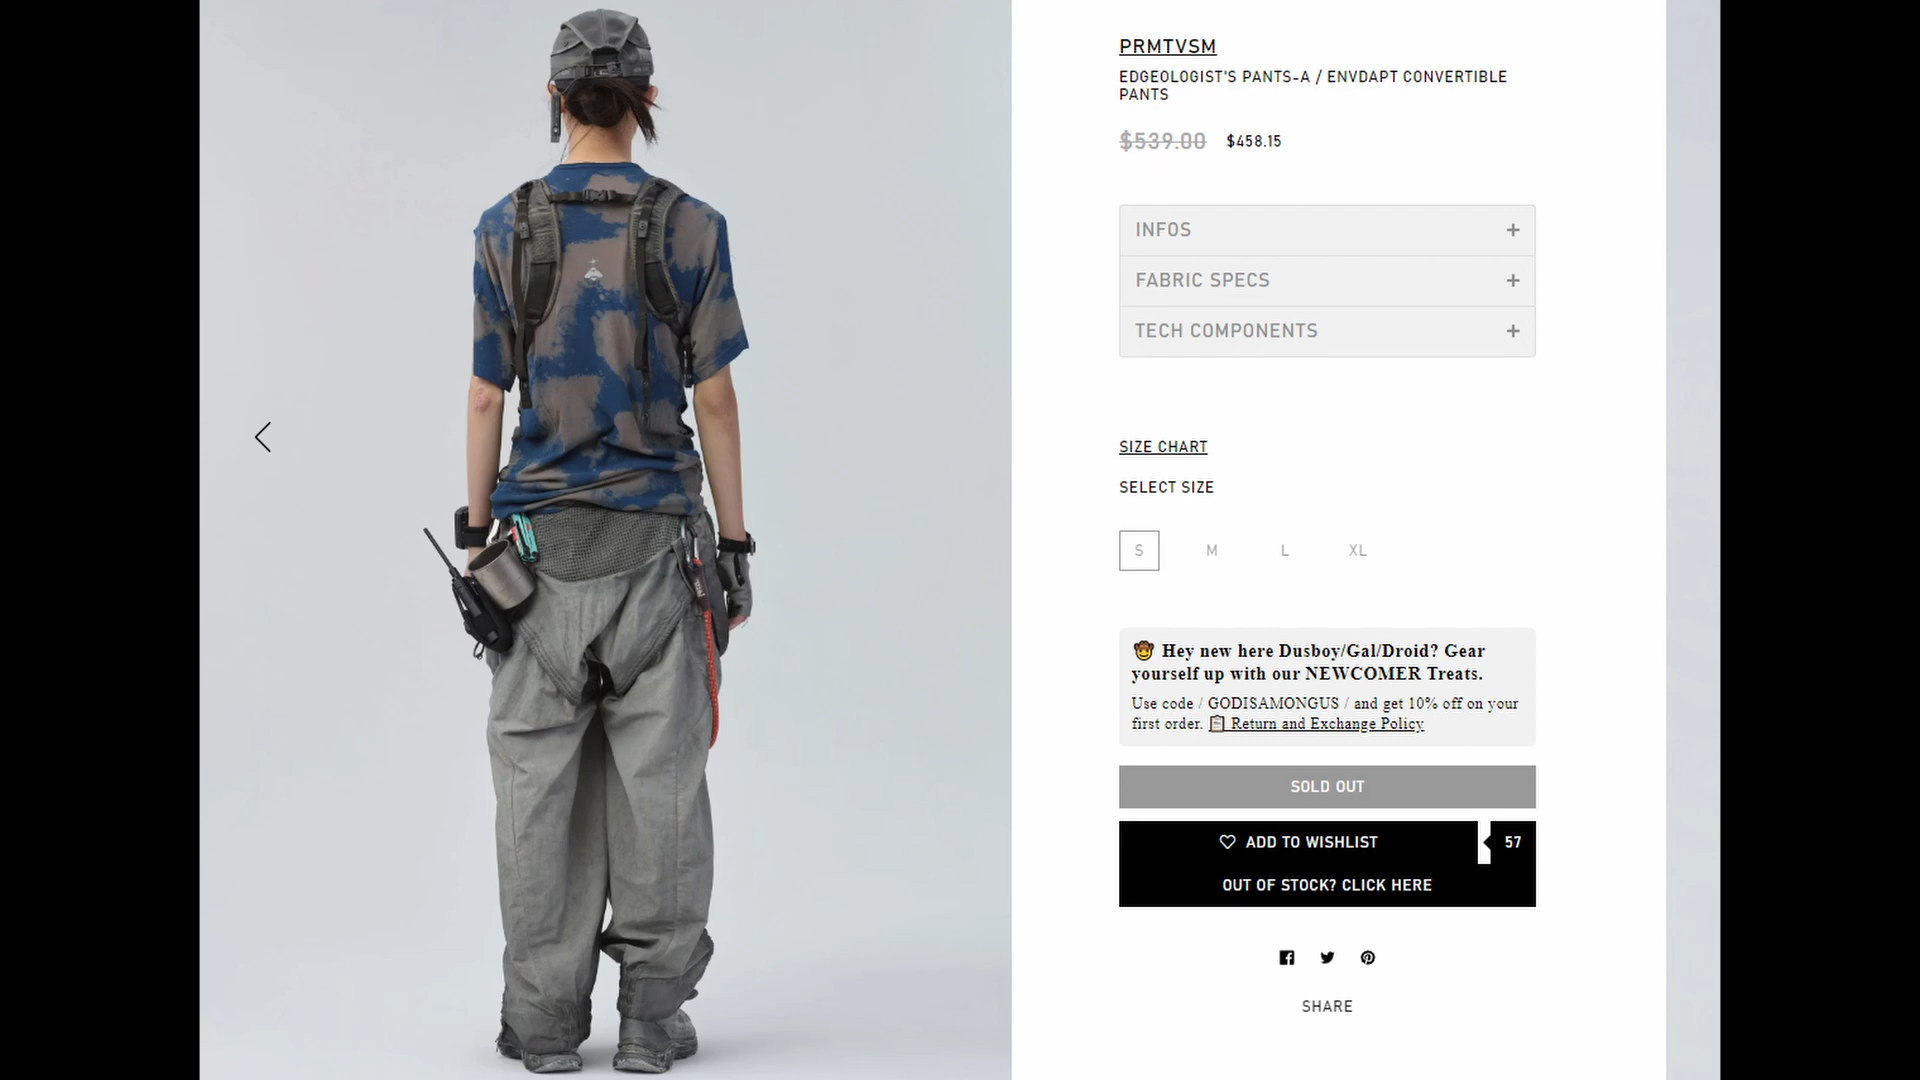 PRMTVSM
EDGEOLOGIST'S PANTS-A / ENVDAPT CONVERTIBLE
PANTS
$539.00 $458.15
INFOS +
FABRIC SPECS +
TECH COMPONENTS +
SIZE CHART
SELECT SIZE
S M L XL
🤠 Hey new here Dusboy/Gal/Droid? Gear
yourself up with our NEWCOMER Treats.
Use code / GODISAMONGUS / and get 10% off on your
first order. 📋 Return and Exchange Policy
SOLD OUT
ADD TO WISHLIST 57
OUT OF STOCK? CLICK HERE
SHARE